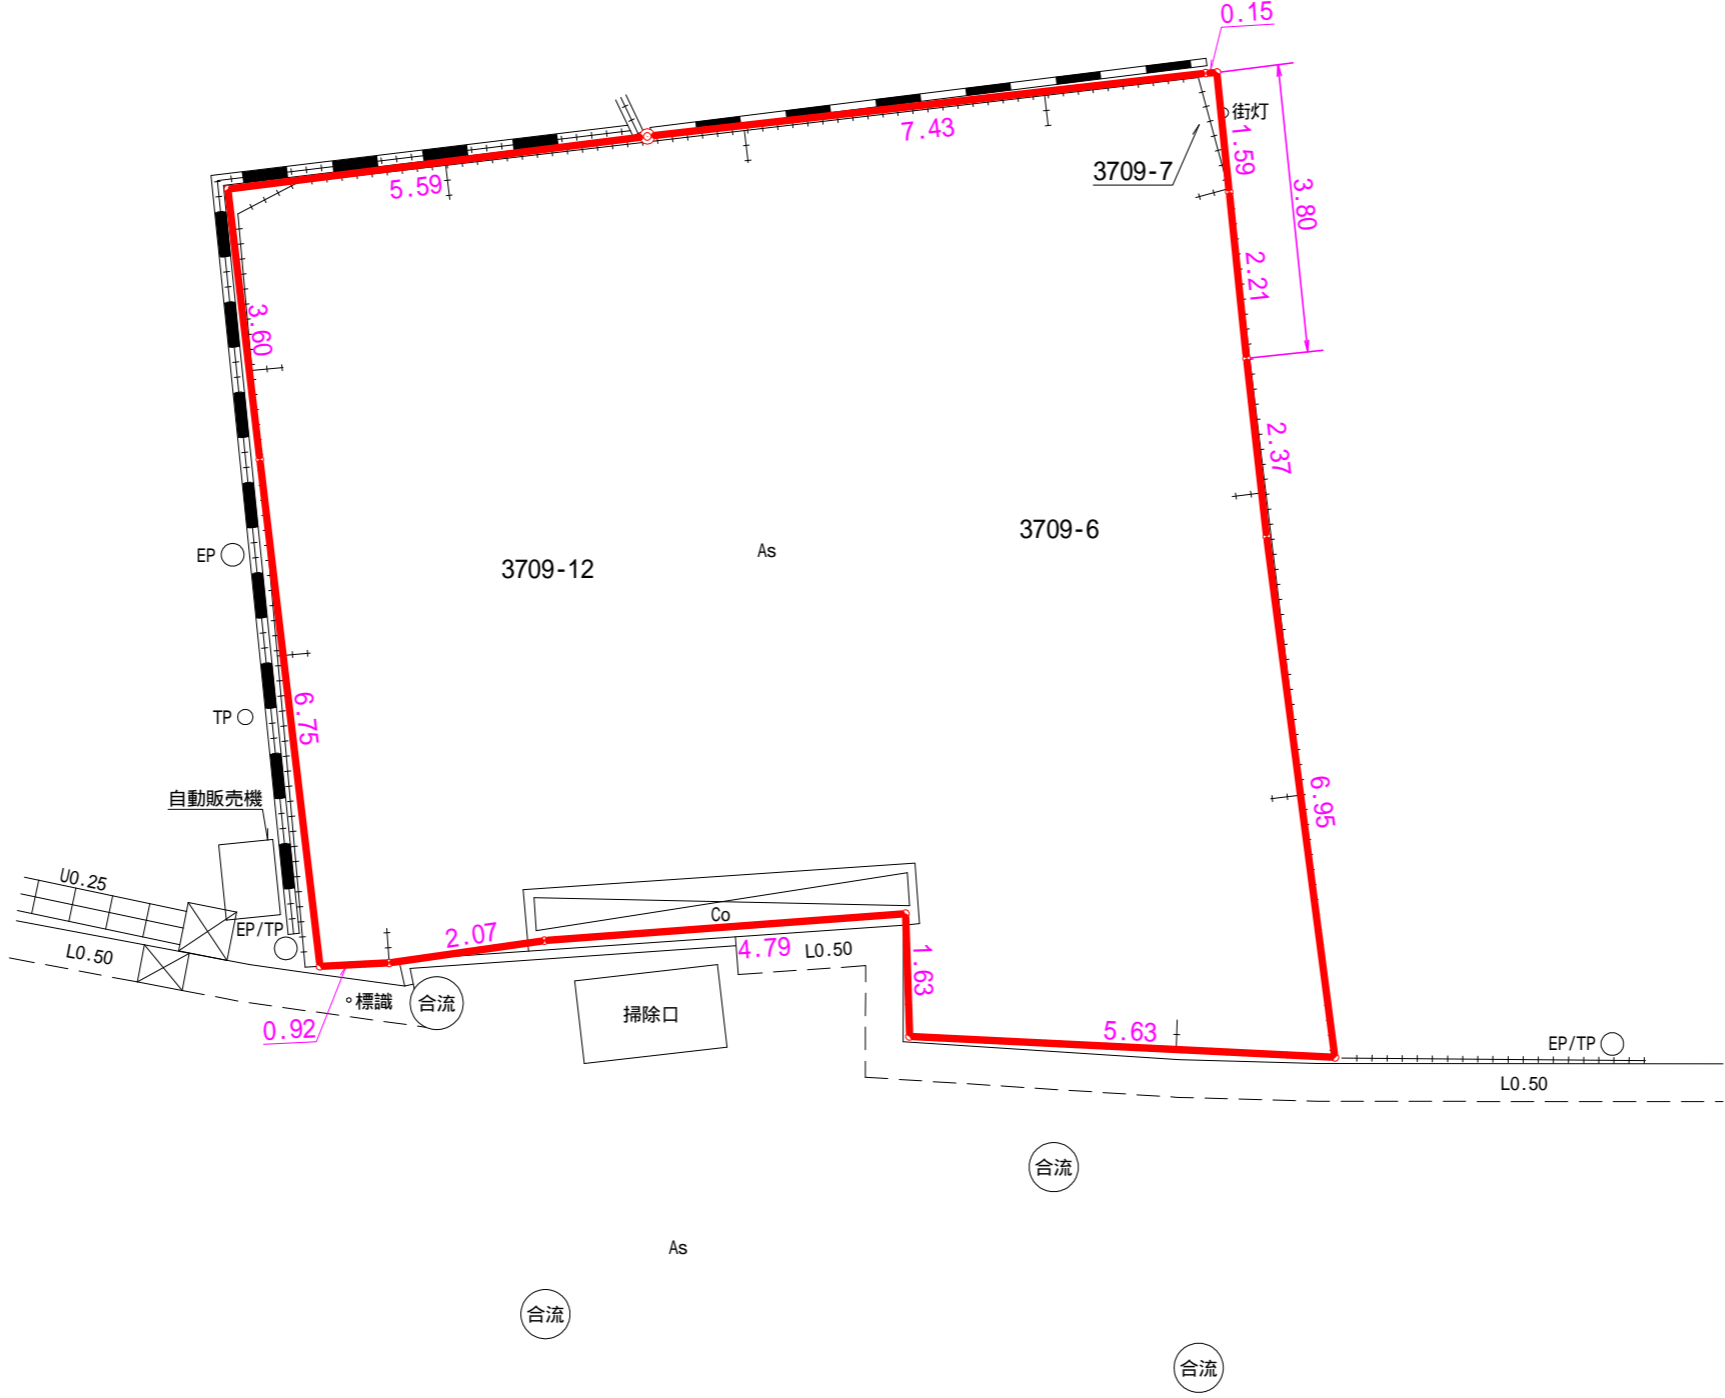 0.15
街灯
7.43
1.59
3709-7
5.59
3.80
2.21
3.60
2.37
3709-6
As
EP
3709-12
TP
6.75
自動販売機
6.95
U0.25
Co
EP/TP
2.07
4.79
L0.50
1.63
L0.50
標識
合流
掃除口
0.92
5.63
EP/TP
L0.50
合流
As
合流
合流